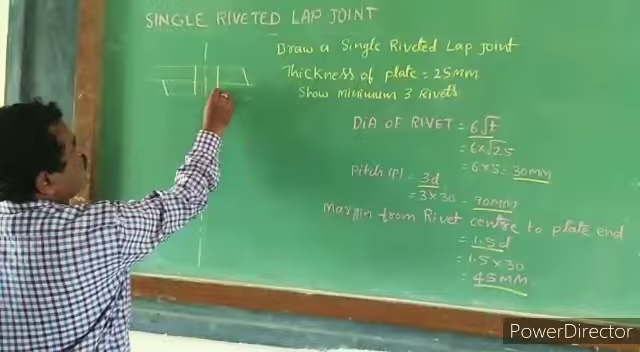 SINGLE RIVETED LAP JOINT
Draw a Single Riveted Lap Joint
Thickness of plate = 25MM
Show Minimum 3 Rivets
DIA OF RIVET = 6√t
= 6×√25
= 6×5 = 30MM
Pitch (P) = 3d
= 3×30 = 90MM
Margin from Rivet centre to plate end
= 1.5d
= 1.5×30
= 45MM
PowerDirector